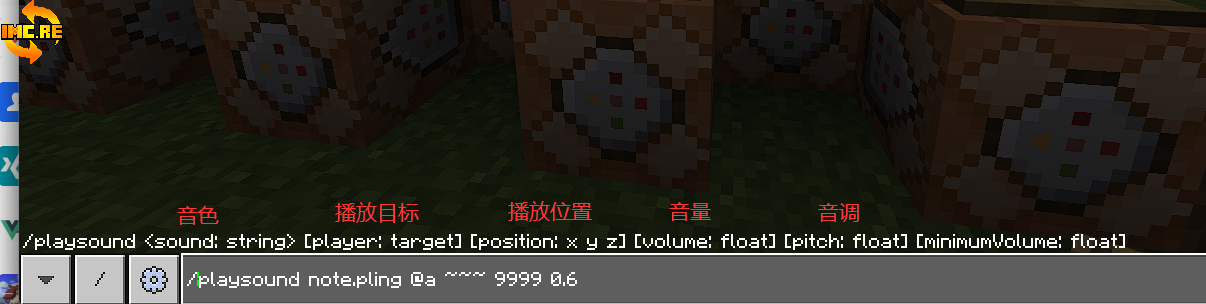 IMC.RE
音色 播放目标 播放位置 音量 音调
/playsound <sound: string> [player: target] [position: x y z] [volume: float] [pitch: float] [minimumVolume: float]
/ /playsound note.pling @a ~~~ 9999 0.6